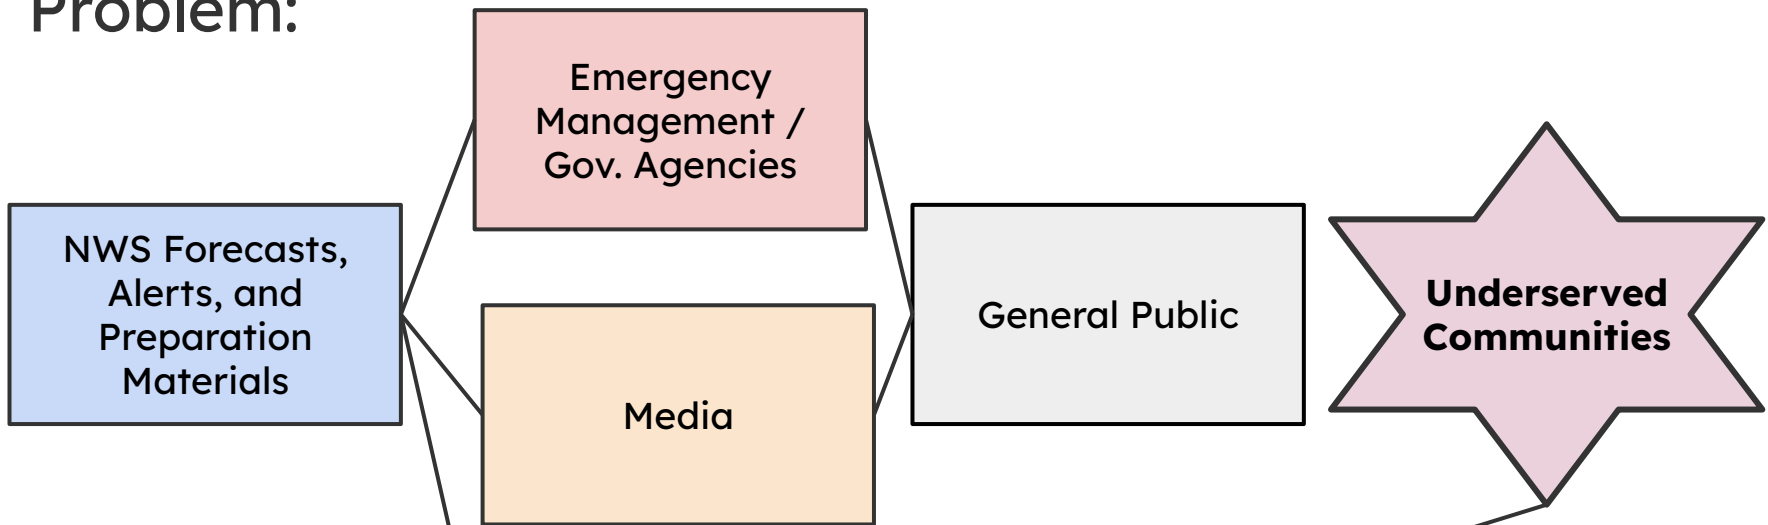 Problem:
Emergency
Management /
Gov. Agencies
NWS Forecasts,
Alerts, and
Preparation
Materials
Media
General Public
Underserved
Communities